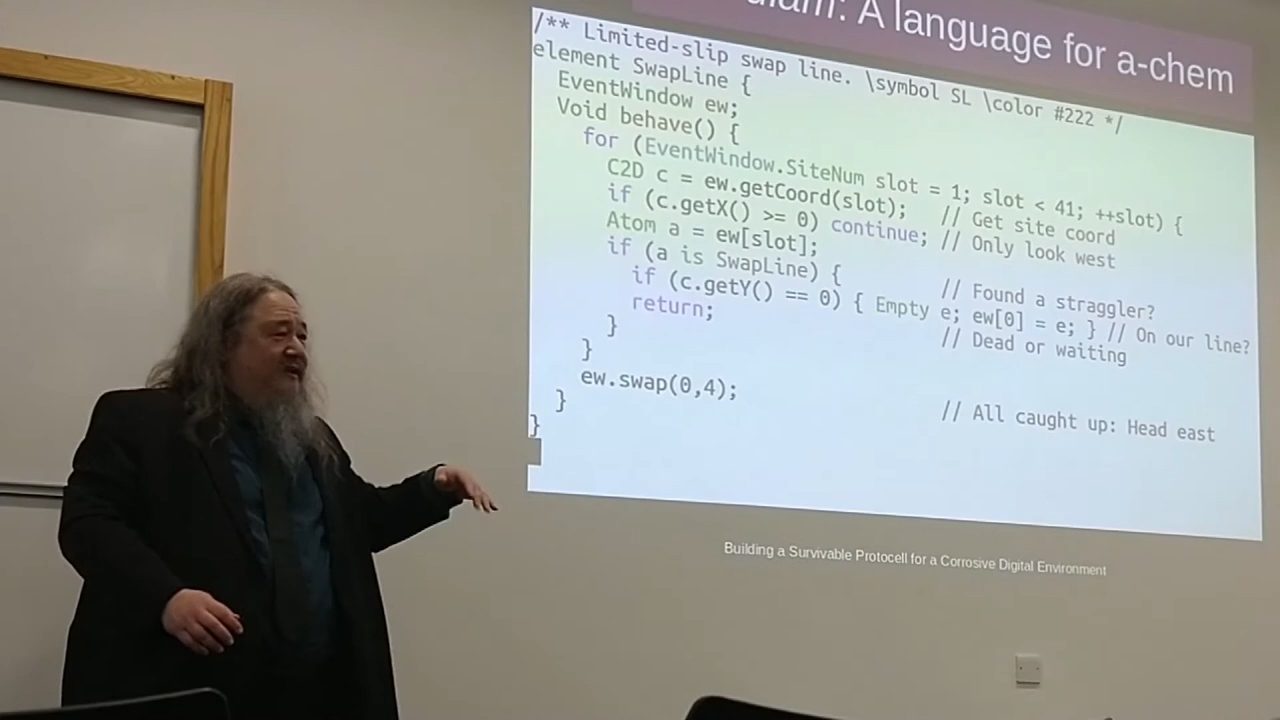 ulam: A language for a-chem
/** Limited-slip swap line. \symbol SL \color #222 */
element SwapLine {
EventWindow ew;
Void behave() {
for (EventWindow.SiteNum slot = 1; slot < 41; ++slot) {
C2D c = ew.getCoord(slot); // Get site coord
if (c.getX() >= 0) continue; // Only look west
Atom a = ew[slot];
if (a is SwapLine) { // Found a straggler?
if (c.getY() == 0) { Empty e; ew[0] = e; } // On our line?
return; // Dead or waiting
}
}
ew.swap(0,4); // All caught up: Head east
}
}
Building a Survivable Protocell for a Corrosive Digital Environment